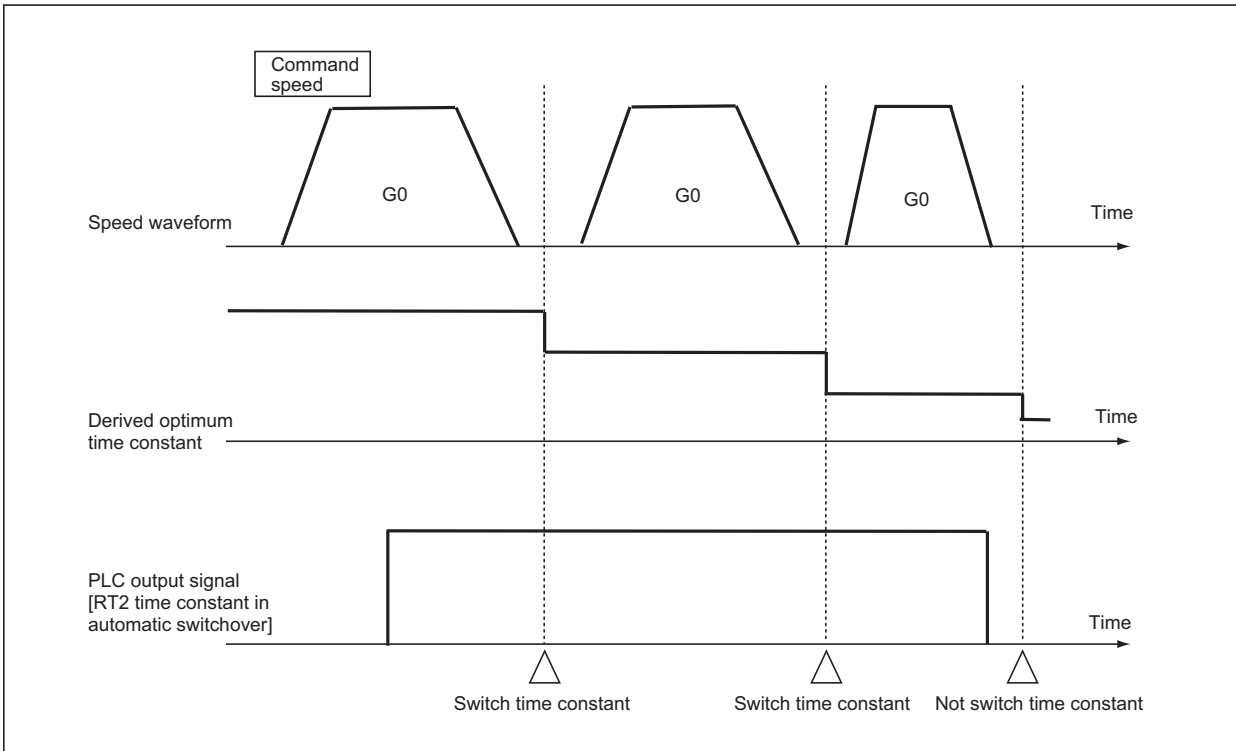 Command
speed
G0
G0
G0
Speed waveform
Time
Derived optimum
time constant
Time
PLC output signal
[RT2 time constant in
automatic switchover]
Time
Switch time constant
Switch time constant
Not switch time constant